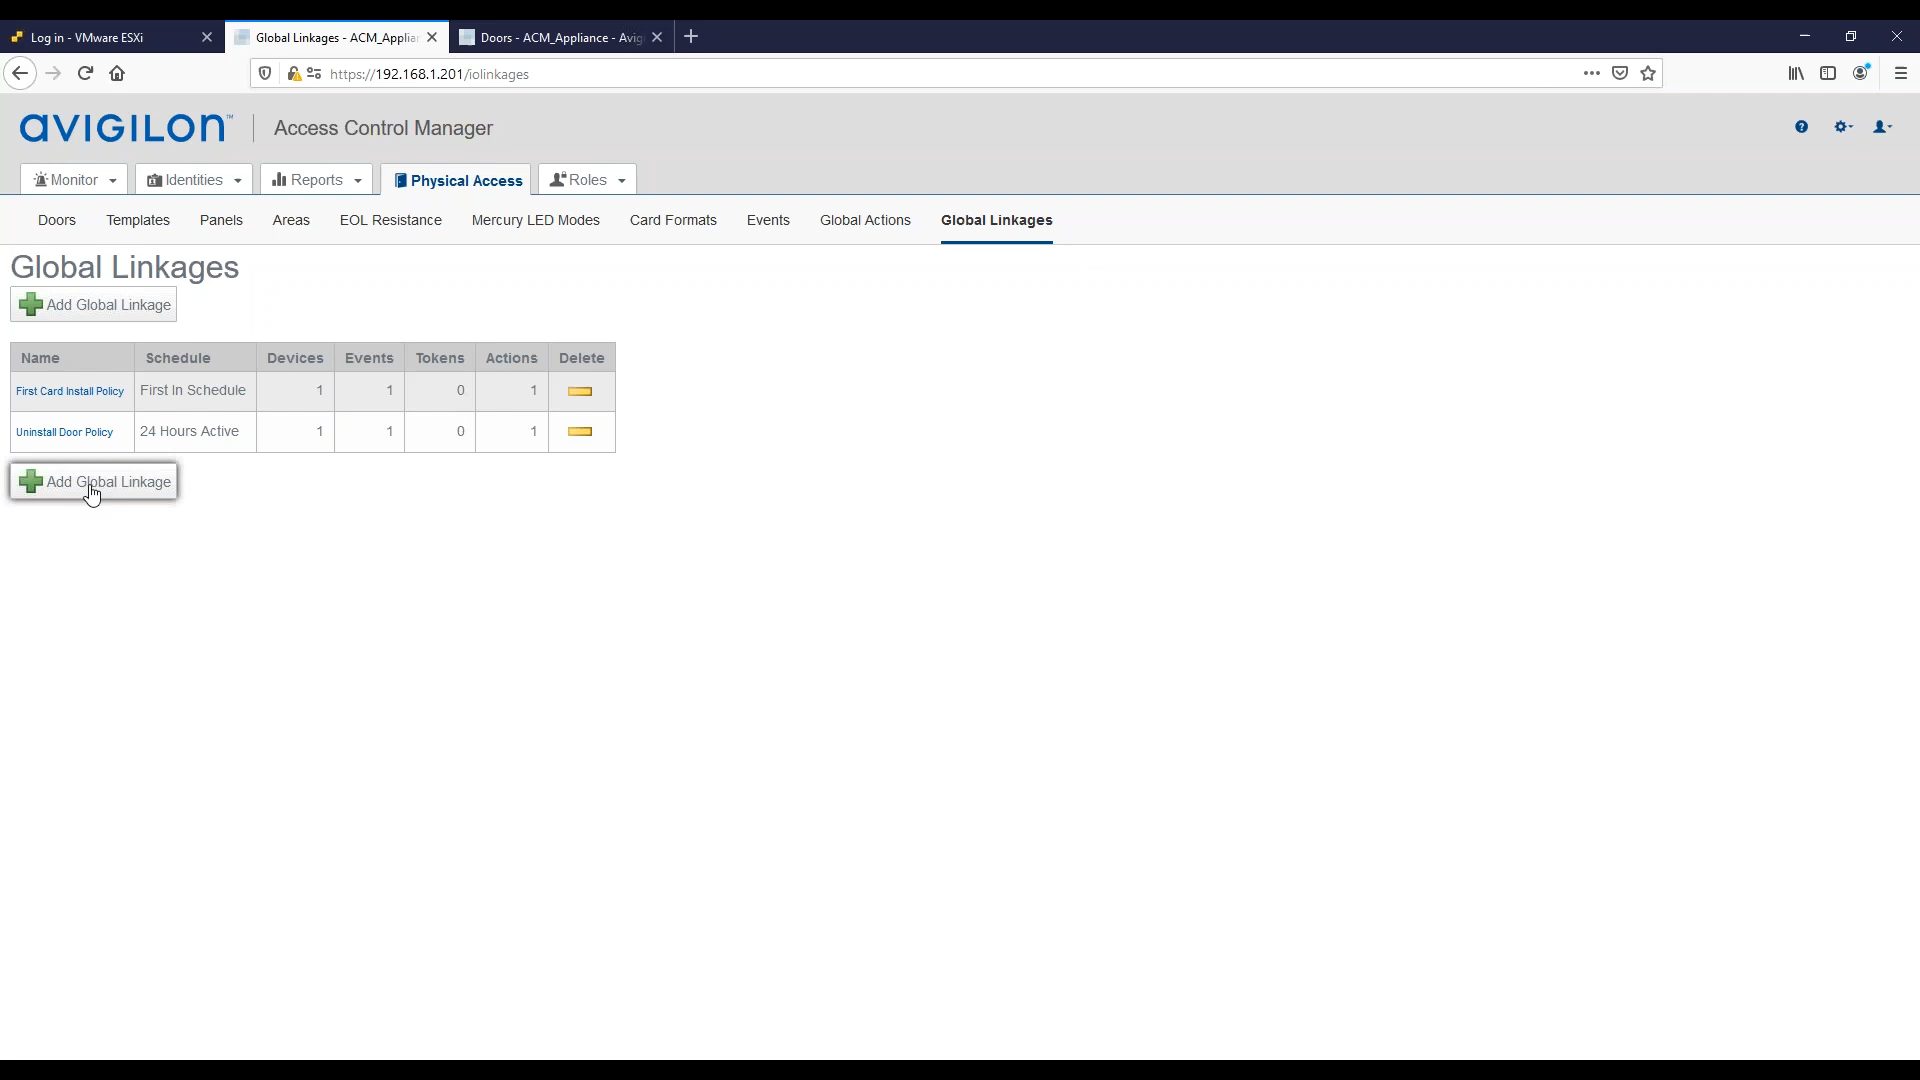 Log in - VMware ESXi
Global Linkages - ACM_Applia
Doors - ACM_Appliance - Avig
https://192.168.1.201/iolinkages
avigilon™ | Access Control Manager
Monitor
Identities
Reports
Physical Access
Roles
Doors Templates Panels Areas EOL Resistance Mercury LED Modes Card Formats Events Global Actions Global Linkages
Global Linkages
Add Global Linkage
Name Schedule Devices Events Tokens Actions Delete
First Card Install Policy First In Schedule 1 1 0 1
Uninstall Door Policy 24 Hours Active 1 1 0 1
Add Global Linkage